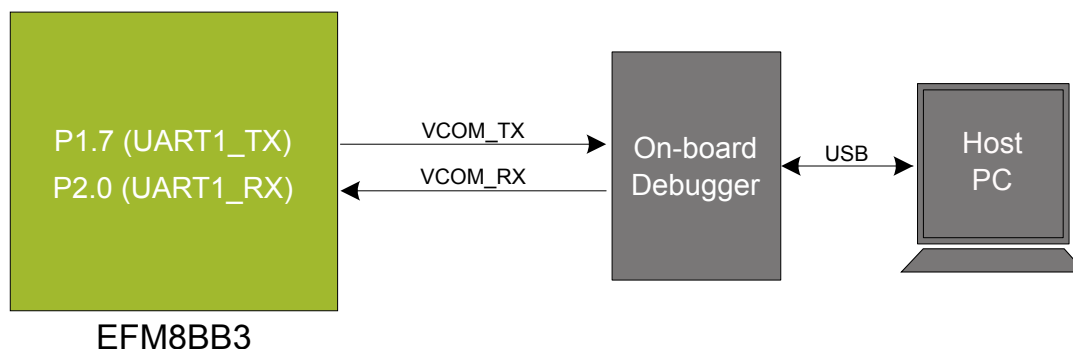 P1.7 (UART1_TX)
P2.0 (UART1_RX)
VCOM_TX
VCOM_RX
On-board
Debugger
USB
Host
PC
EFM8BB3